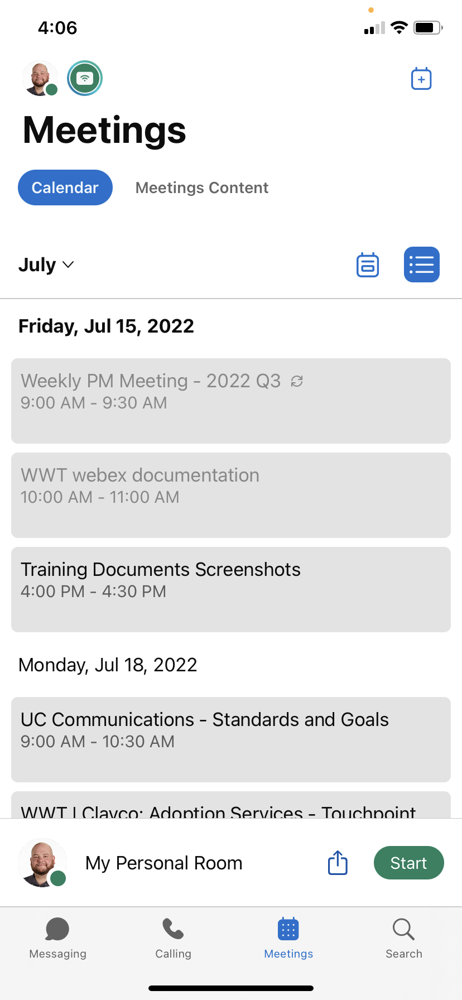 4:06
Meetings
Calendar Meetings Content
July
Friday, Jul 15, 2022
Weekly PM Meeting - 2022 Q3
9:00 AM - 9:30 AM
WWT webex documentation
10:00 AM - 11:00 AM
Training Documents Screenshots
4:00 PM - 4:30 PM
Monday, Jul 18, 2022
UC Communications - Standards and Goals
9:00 AM - 10:30 AM
WWT | Clayco: Adoption Services - Touchpoint
My Personal Room Start
Messaging Calling Meetings Search